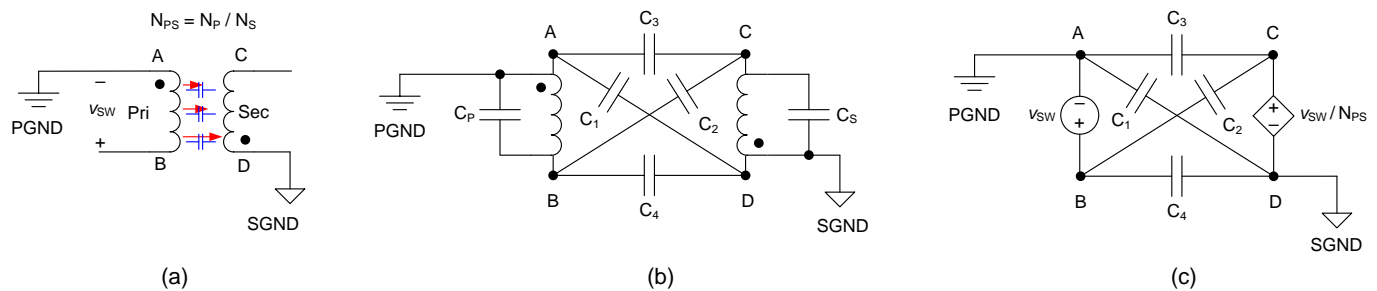 N_PS = N_P / N_S
A
C
−
v_SW
Pri
Sec
+
PGND
B
D
SGND
(a)
A
C_3
C
PGND
C_P
C_1
C_2
C_S
B
C_4
D
SGND
(b)
A
C_3
C
PGND
v_SW
−
+
C_1
C_2
+
−
v_SW / N_PS
B
C_4
D
SGND
(c)